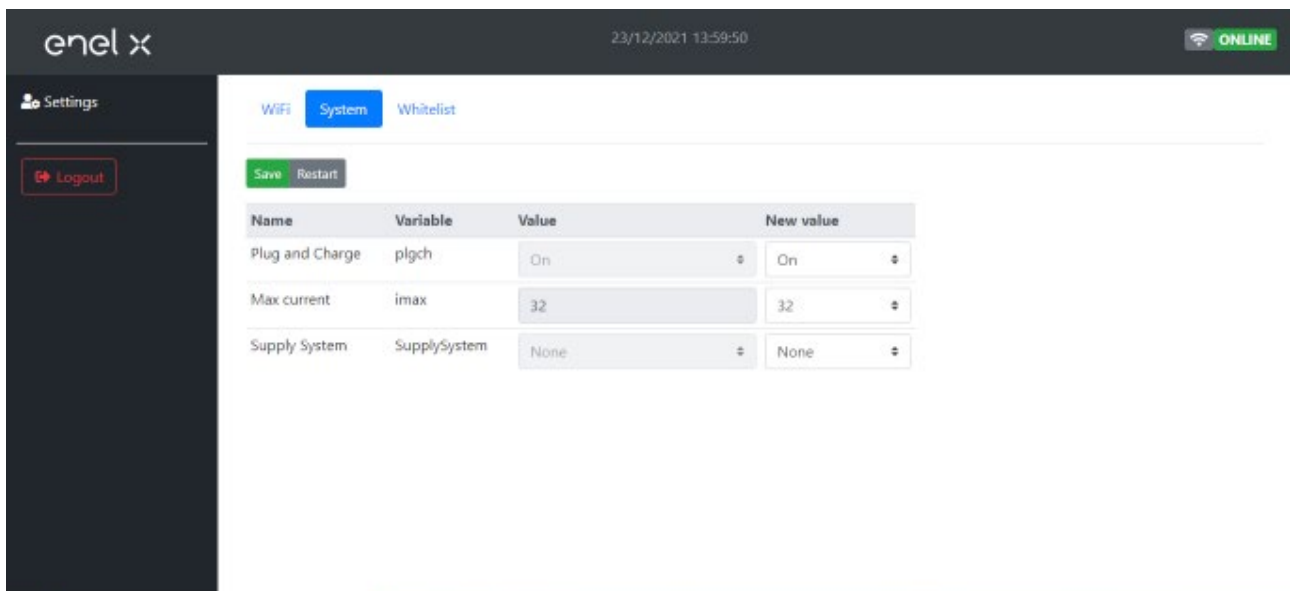 enel x
23/12/2021 13:59:50
ONLINE
Settings
Logout
WiFi System Whitelist
Save Restart
Name Variable Value New value
Plug and Charge plgch On On
Max current imax 32 32
Supply System SupplySystem None None